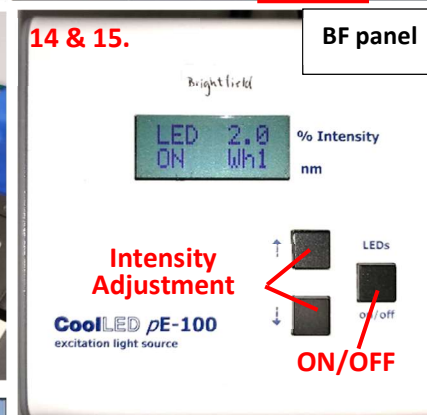 14 & 15.
BF panel
Brightfield
LED 2.0 % Intensity
ON Wh1 nm
Intensity
Adjustment
LEDs
on/off
CoolLED pE-100
excitation light source
ON/OFF